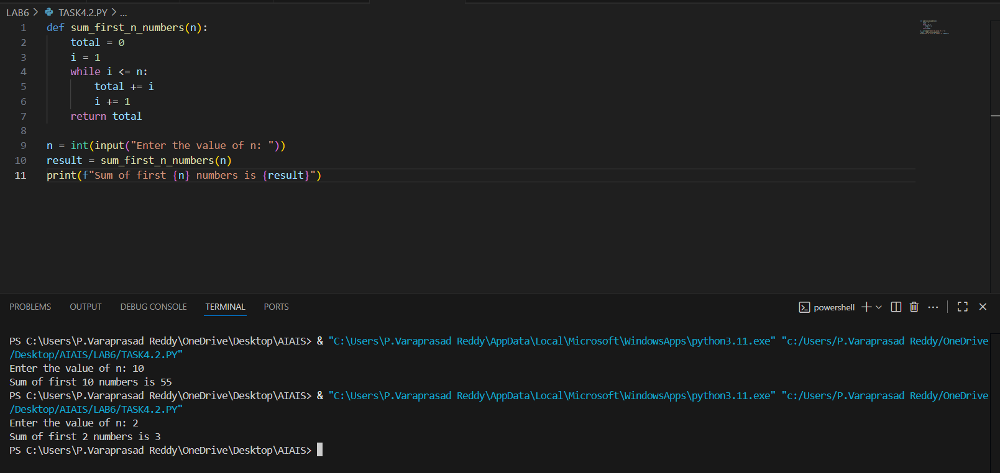 LAB6 > TASK4.2.PY > ...
1 def sum_first_n_numbers(n):
2     total = 0
3     i = 1
4     while i <= n:
5         total += i
6         i += 1
7     return total
8
9 n = int(input("Enter the value of n: "))
10 result = sum_first_n_numbers(n)
11 print(f"Sum of first {n} numbers is {result}")
PROBLEMS OUTPUT DEBUG CONSOLE TERMINAL PORTS powershell
PS C:\Users\P.Varaprasad Reddy\OneDrive\Desktop\AIAIS> & "C:\Users\P.Varaprasad Reddy\AppData\Local\Microsoft\WindowsApps\python3.11.exe" "c:/Users/P.Varaprasad Reddy/OneDrive
/Desktop/AIAIS/LAB6/TASK4.2.PY"
Enter the value of n: 10
Sum of first 10 numbers is 55
PS C:\Users\P.Varaprasad Reddy\OneDrive\Desktop\AIAIS> & "C:\Users\P.Varaprasad Reddy\AppData\Local\Microsoft\WindowsApps\python3.11.exe" "c:/Users/P.Varaprasad Reddy/OneDrive
/Desktop/AIAIS/LAB6/TASK4.2.PY"
Enter the value of n: 2
Sum of first 2 numbers is 3
PS C:\Users\P.Varaprasad Reddy\OneDrive\Desktop\AIAIS>